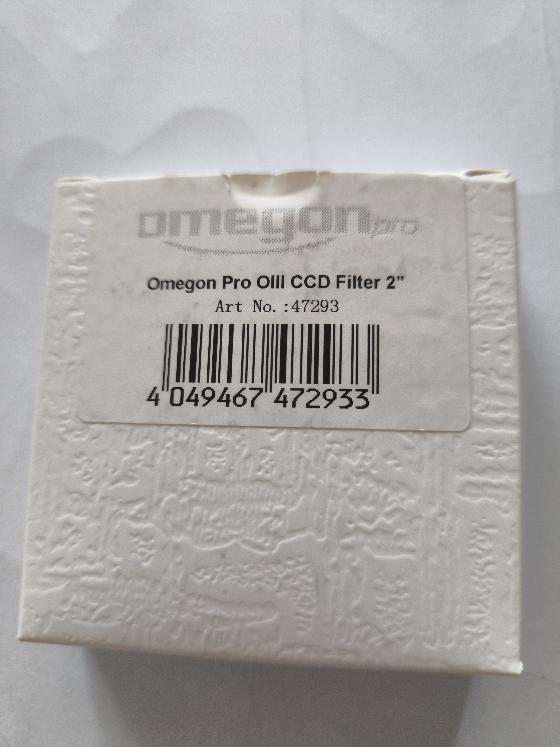 omegon pro
Omegon Pro OIII CCD Filter 2"
Art No.:47293
4 049467 472933